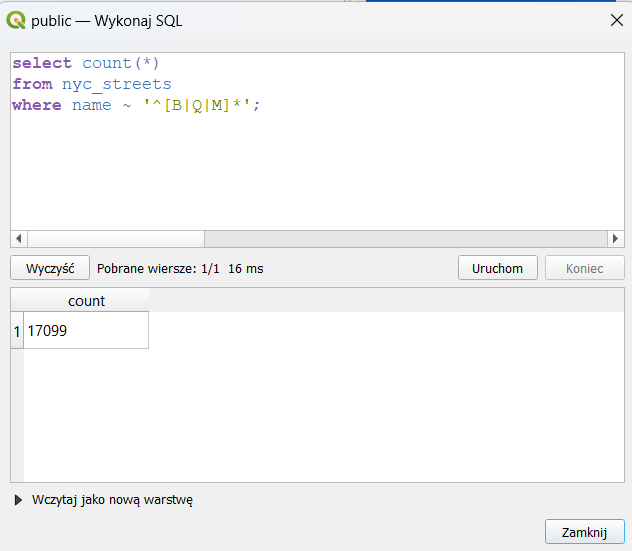 public — Wykonaj SQL
select count(*)
from nyc_streets
where name ~ '^[B|Q|M]*';
Wyczyść Pobrane wiersze: 1/1 16 ms Uruchom Koniec
count
1 17099
Wczytaj jako nową warstwę
Zamknij